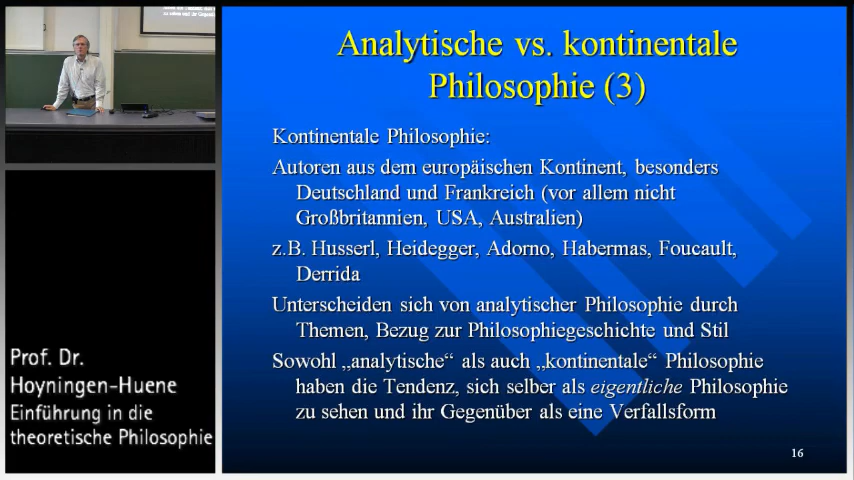 Analytische vs. kontinentale
Philosophie (3)
Kontinentale Philosophie:
Autoren aus dem europäischen Kontinent, besonders
Deutschland und Frankreich (vor allem nicht
Großbritannien, USA, Australien)
z.B. Husserl, Heidegger, Adorno, Habermas, Foucault,
Derrida
Unterscheiden sich von analytischer Philosophie durch
Themen, Bezug zur Philosophiegeschichte und Stil
Sowohl „analytische“ als auch „kontinentale“ Philosophie
haben die Tendenz, sich selber als eigentliche Philosophie
zu sehen und ihr Gegenüber als eine Verfallsform
16
Prof. Dr.
Hoyningen-Huene
Einführung in die
theoretische Philosophie